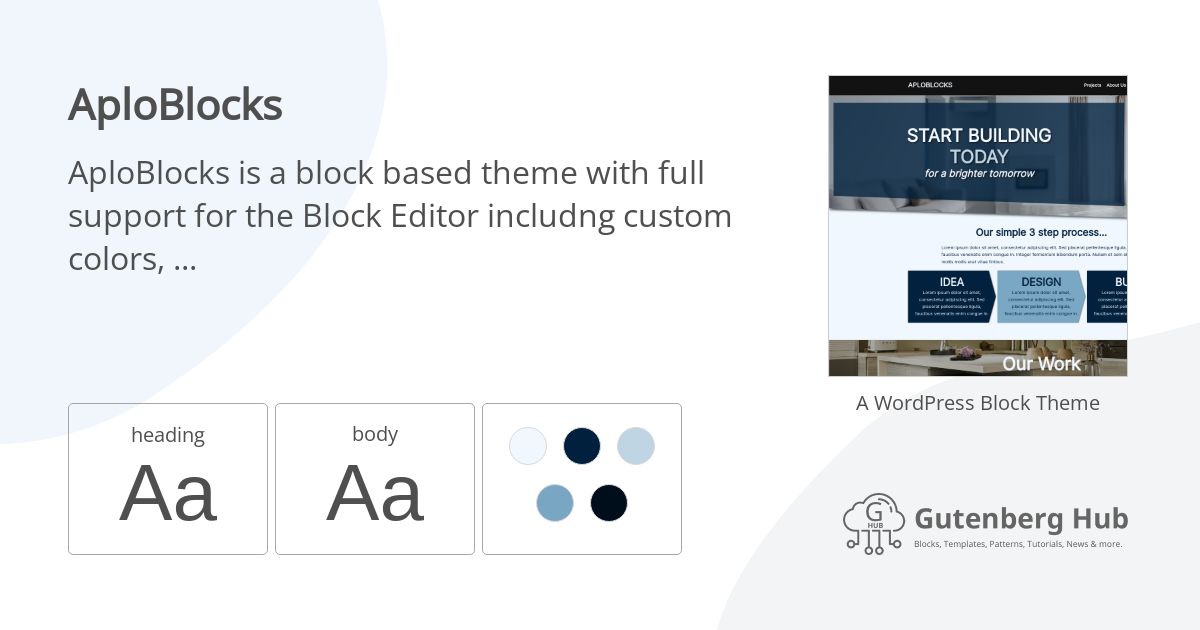 AploBlocks
AploBlocks is a block based theme with full
support for the Block Editor includng custom
colors, ...
heading
Aa
body
Aa
APLOBLOCKS
Projects About Us
START BUILDING
TODAY
for a brighter tomorrow
Our simple 3 step process...
Lorem ipsum dolor sit amet, consectetur adipiscing elit. Sed placerat pellentesque ligula,
faucibus venenatis enim congue in. Integer fermentum bibendum porta. Nullam et sem
mollis mollis erat vitae finibus.
IDEA
Lorem ipsum dolor sit amet,
consectetur adipiscing elit. Sed
placerat pellentesque ligula,
faucibus venenatis enim congue in
DESIGN
Lorem ipsum dolor sit amet,
consectetur adipiscing elit. Sed
placerat pellentesque ligula,
faucibus venenatis enim congue in
BU
Our Work
A WordPress Block Theme
G
HUB
Gutenberg Hub
Blocks, Templates, Patterns, Tutorials, News & more.